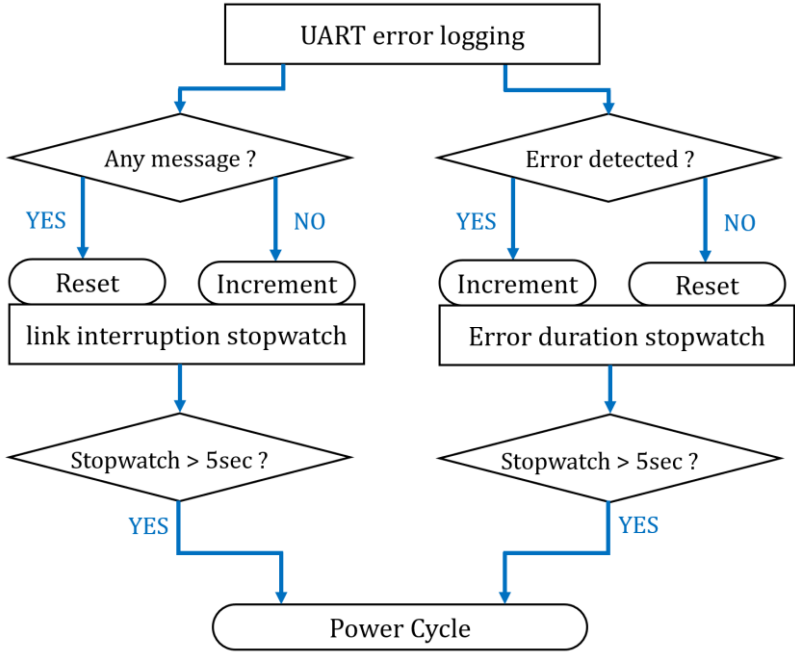 UART error logging
Any message ?
Error detected ?
YES
NO
YES
NO
Reset
Increment
Increment
Reset
link interruption stopwatch
Error duration stopwatch
Stopwatch > 5sec ?
Stopwatch > 5sec ?
YES
YES
Power Cycle